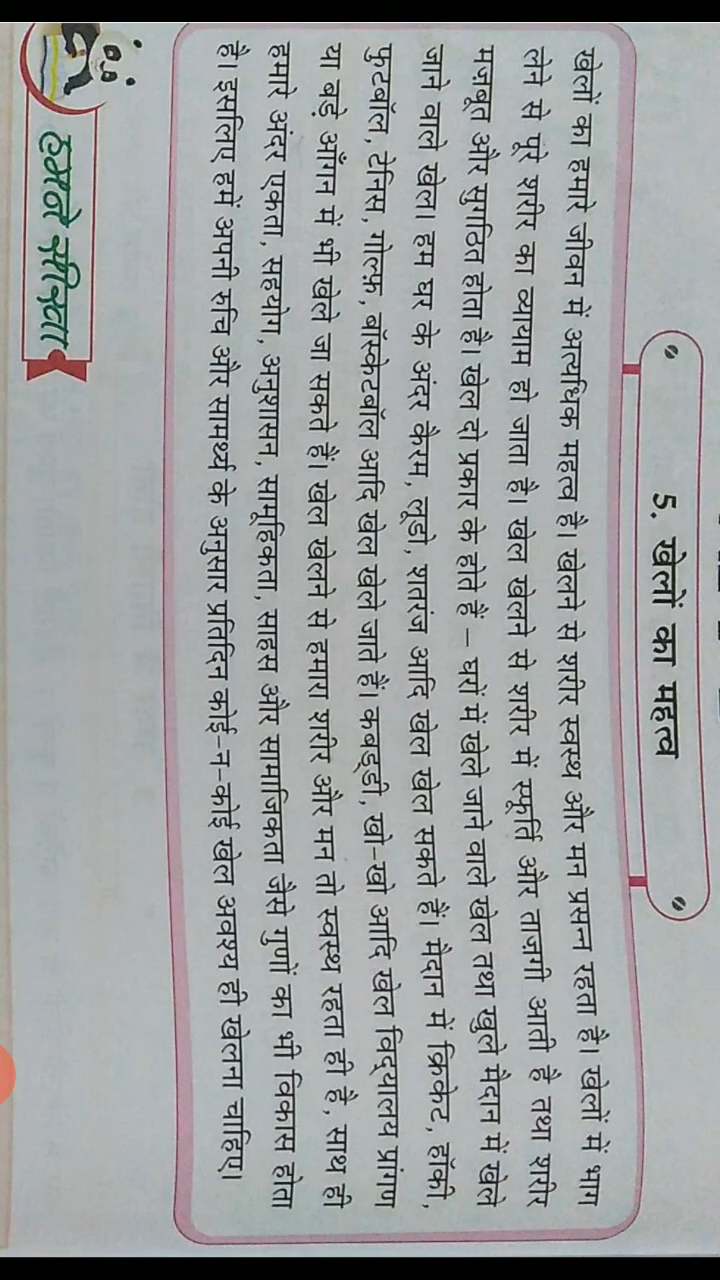 5. खेलों का महत्व
खेलों का हमारे जीवन में अत्यधिक महत्व है। खेलने से शरीर स्वस्थ और मन प्रसन्न रहता है। खेलों में भाग
लेने से पूरे शरीर का व्यायाम हो जाता है। खेल खेलने से शरीर में स्फूर्ति और ताज़गी आती है तथा शरीर
मज़बूत और सुगठित होता है। खेल दो प्रकार के होते हैं – घरों में खेले जाने वाले खेल तथा खुले मैदान में खेले
जाने वाले खेल। हम घर के अंदर कैरम, लूडो, शतरंज आदि खेल खेल सकते हैं। मैदान में क्रिकेट, हॉकी,
फुटबॉल, टेनिस, गोल्फ़, बॉस्केटबॉल आदि खेल खेले जाते हैं। कबड्डी, खो-खो आदि खेल विद्यालय प्रांगण
या बड़े आँगन में भी खेले जा सकते हैं। खेल खेलने से हमारा शरीर और मन तो स्वस्थ रहता ही है, साथ ही
हमारे अंदर एकता, सहयोग, अनुशासन, सामूहिकता, साहस और सामाजिकता जैसे गुणों का भी विकास होता
है। इसलिए हमें अपनी रुचि और सामर्थ्य के अनुसार प्रतिदिन कोई-न-कोई खेल अवश्य ही खेलना चाहिए।
हमने सीखा